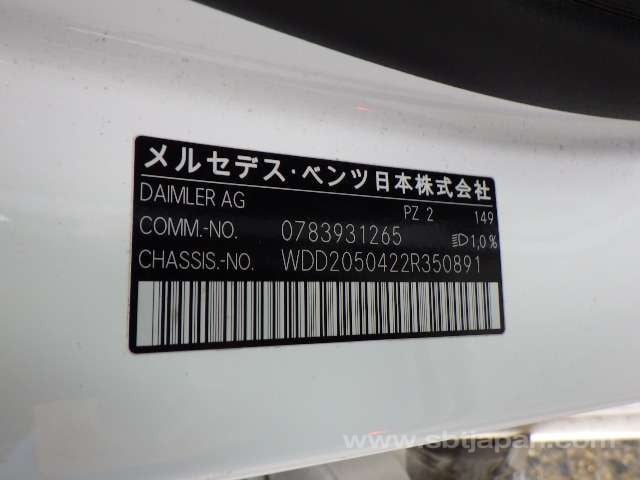 メルセデス・ベンツ日本株式会社
DAIMLER AG PZ 2 149
COMM.-NO. 0783931265 1,0%
CHASSIS.-NO. WDD2050422R350891
www.sbtjapan.com